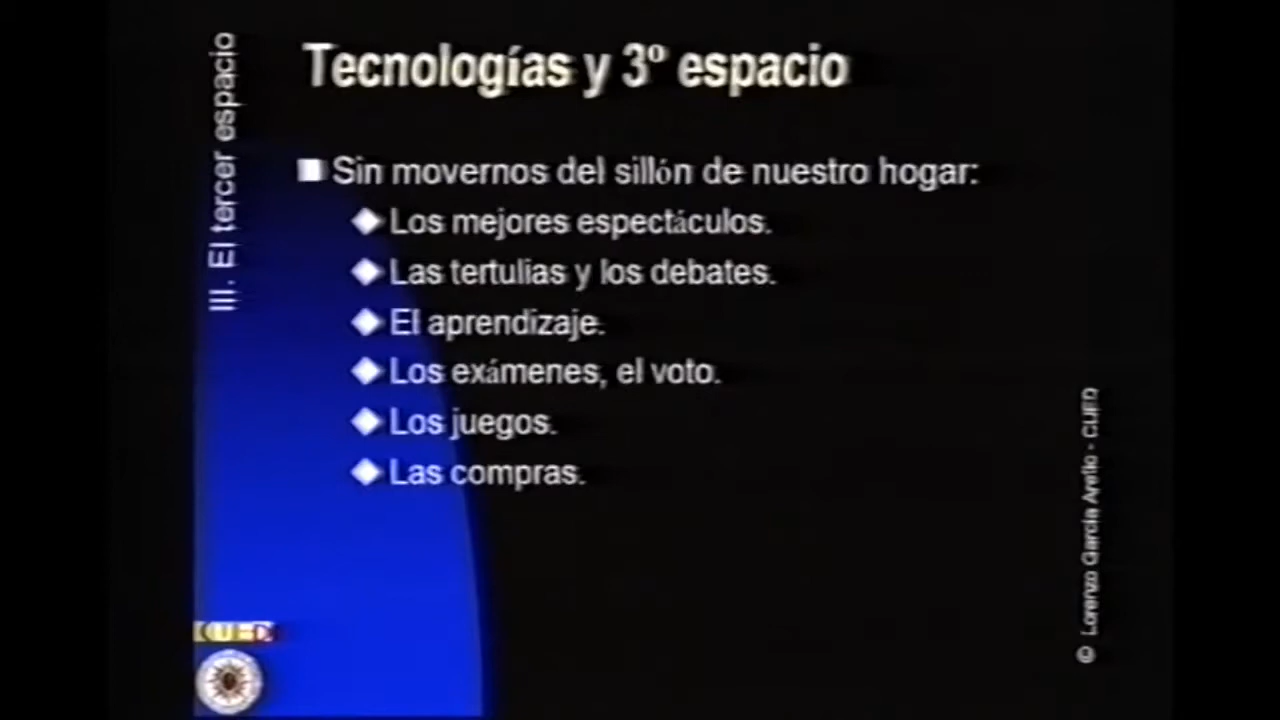 III. El tercer espacio
Tecnologías y 3º espacio
Sin movernos del sillón de nuestro hogar:
Los mejores espectáculos.
Las tertulias y los debates.
El aprendizaje.
Los exámenes, el voto.
Los juegos.
Las compras.
© Lorenzo García Aretio - CUED
CUED